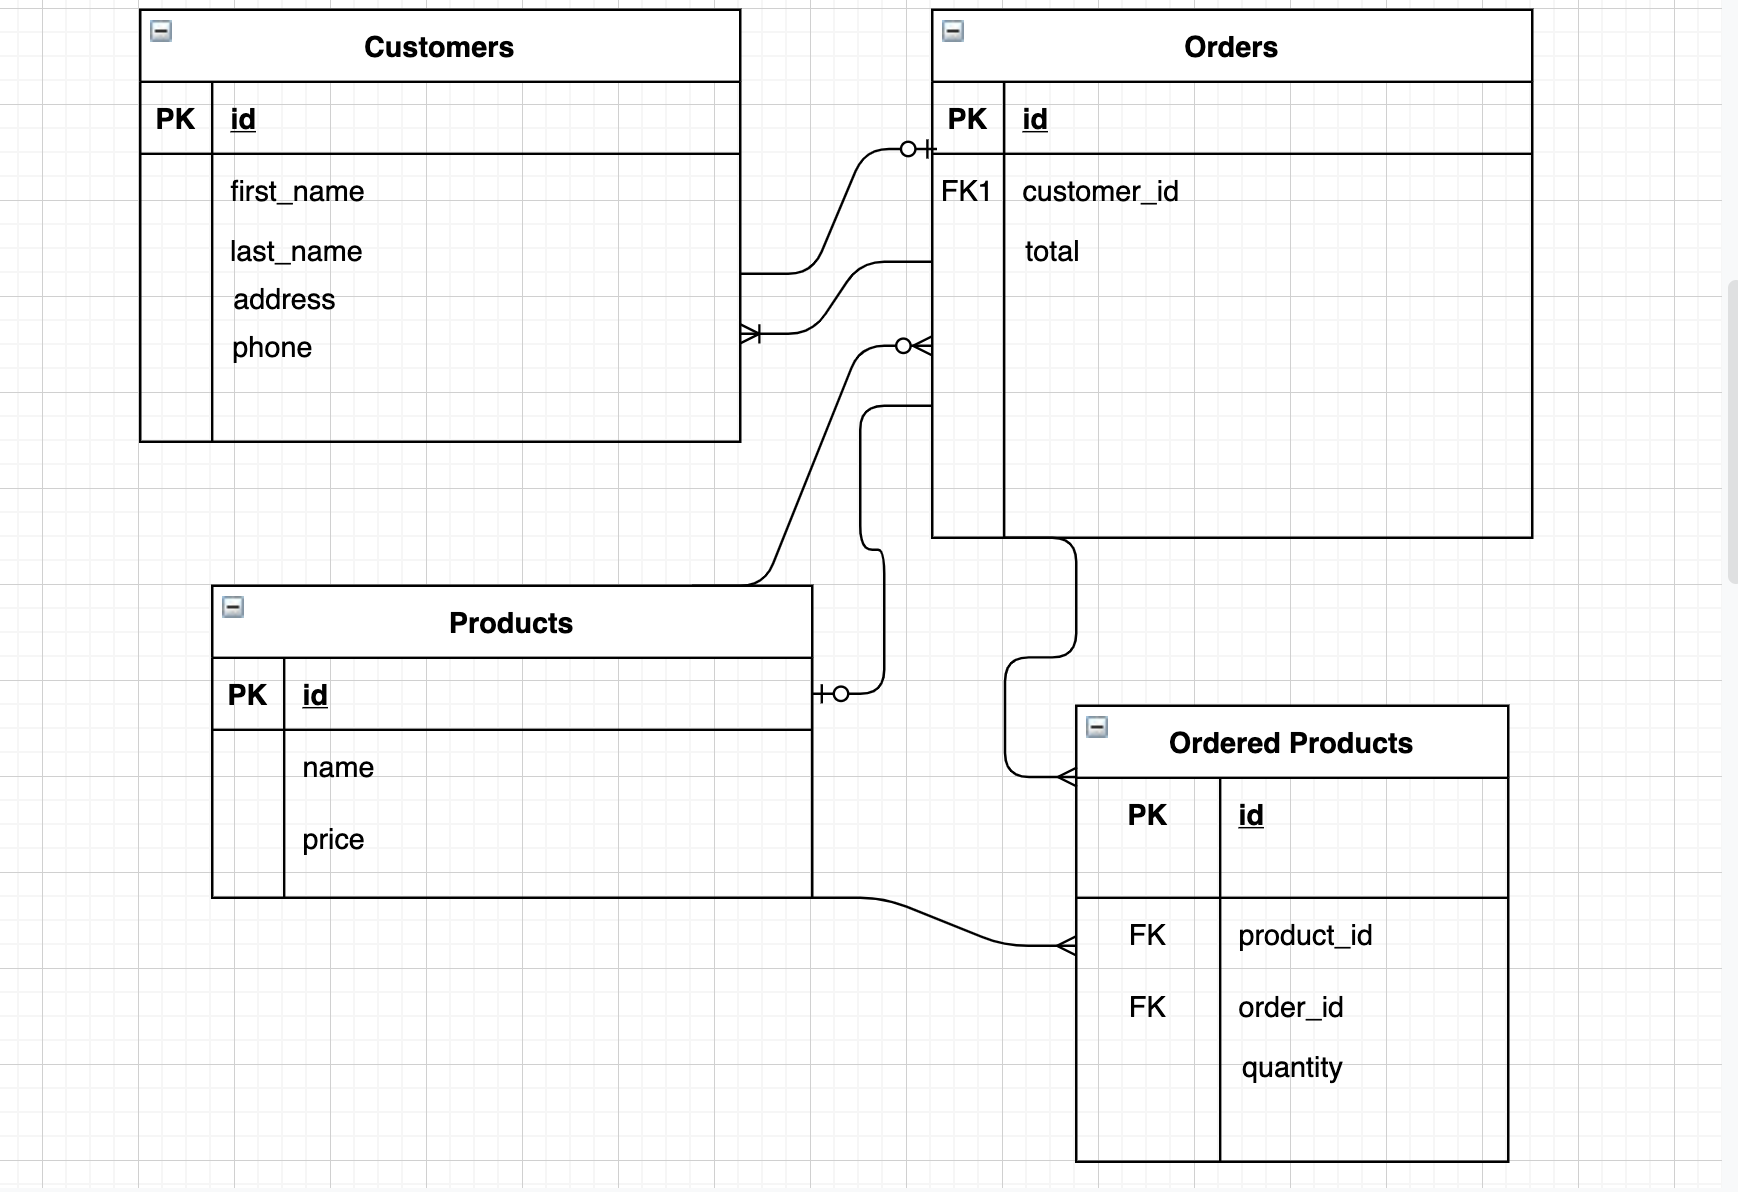 Customers
PK id
first_name
last_name
address
phone
Orders
PK id
FK1 customer_id
total
Products
PK id
name
price
Ordered Products
PK id
FK product_id
FK order_id
quantity